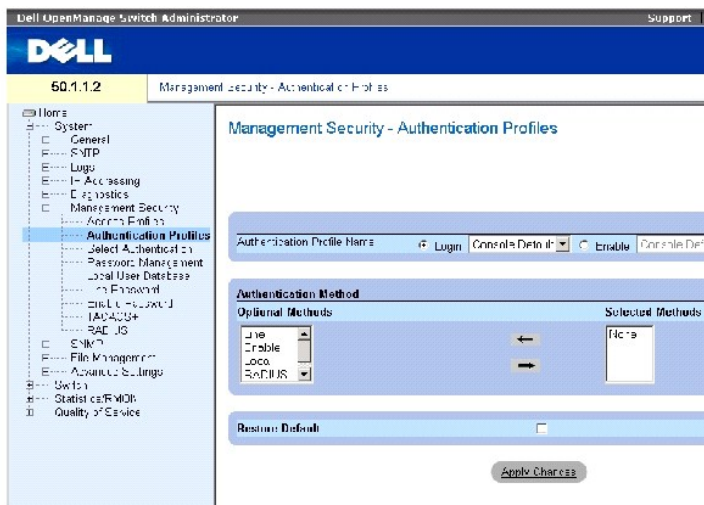 Dell OpenManage Switch Administrator
Support
DELL
50.1.1.2
Management Security - Authentication Profiles
Home
System
General
SNTP
Logs
IP Addressing
Diagnostics
Management Security
Access Profiles
Authentication Profiles
Select Authentication
Password Management
Local User Database
Line Password
Enable Password
TACACS+
RADIUS
SNMP
File Management
Advanced Settings
Switch
Statistics/RMON
Quality of Service
Management Security - Authentication Profiles
Authentication Profile Name Login Console Default Enable Console Def
Authentication Method
Optional Methods Selected Methods
Line
Enable
Local
RADIUS
None
Restore Default
Apply Changes